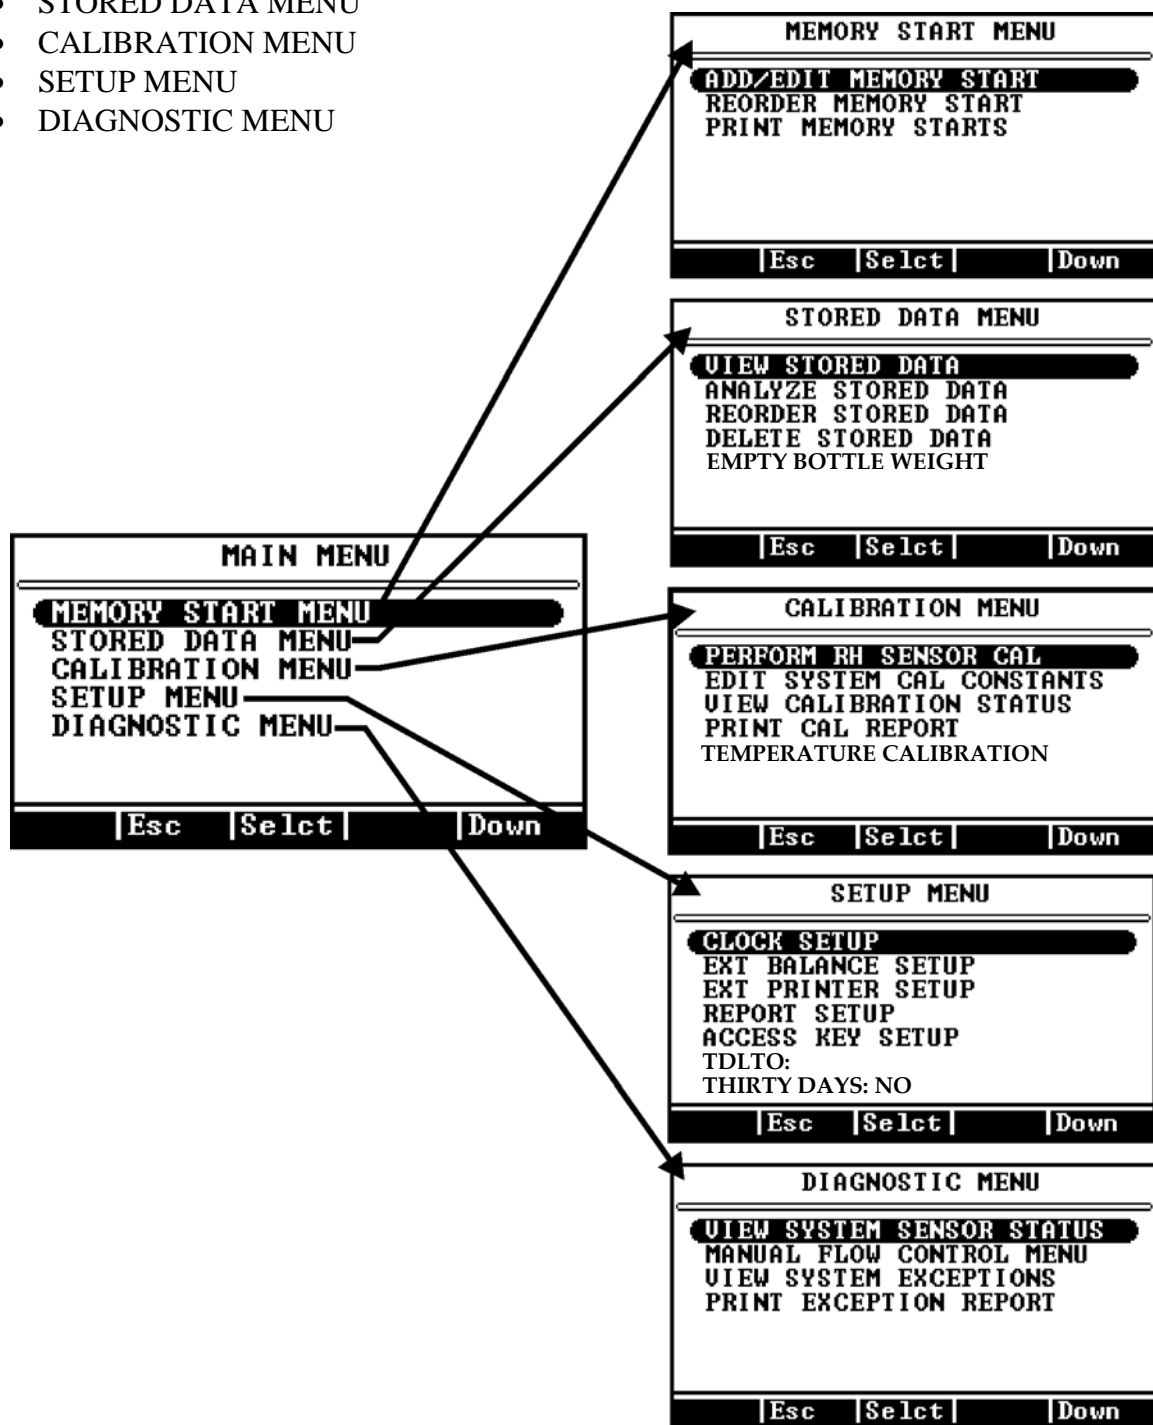 • STORED DATA MENU
• CALIBRATION MENU
• SETUP MENU
• DIAGNOSTIC MENU
MAIN MENU
MEMORY START MENU
STORED DATA MENU
CALIBRATION MENU
SETUP MENU
DIAGNOSTIC MENU
|Esc |Selct| |Down
MEMORY START MENU
ADD/EDIT MEMORY START
REORDER MEMORY START
PRINT MEMORY STARTS
|Esc |Selct| |Down
STORED DATA MENU
VIEW STORED DATA
ANALYZE STORED DATA
REORDER STORED DATA
DELETE STORED DATA
EMPTY BOTTLE WEIGHT
|Esc |Selct| |Down
CALIBRATION MENU
PERFORM RH SENSOR CAL
EDIT SYSTEM CAL CONSTANTS
VIEW CALIBRATION STATUS
PRINT CAL REPORT
TEMPERATURE CALIBRATION
|Esc |Selct| |Down
SETUP MENU
CLOCK SETUP
EXT BALANCE SETUP
EXT PRINTER SETUP
REPORT SETUP
ACCESS KEY SETUP
TDLTO:
THIRTY DAYS: NO
|Esc |Selct| |Down
DIAGNOSTIC MENU
VIEW SYSTEM SENSOR STATUS
MANUAL FLOW CONTROL MENU
VIEW SYSTEM EXCEPTIONS
PRINT EXCEPTION REPORT
|Esc |Selct| |Down